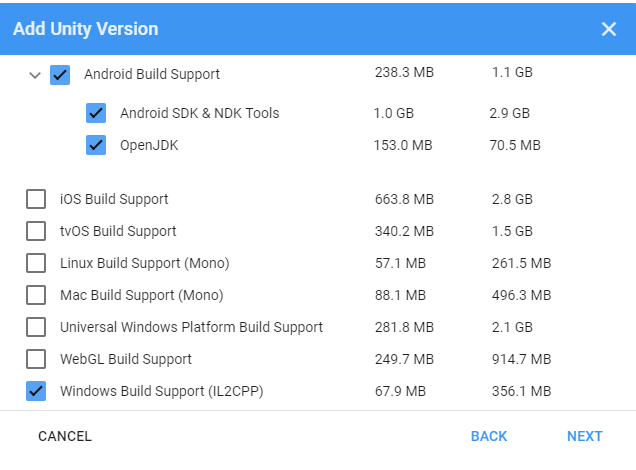 Add Unity Version
Android Build Support 238.3 MB 1.1 GB
Android SDK & NDK Tools 1.0 GB 2.9 GB
OpenJDK 153.0 MB 70.5 MB
iOS Build Support 663.8 MB 2.8 GB
tvOS Build Support 340.2 MB 1.5 GB
Linux Build Support (Mono) 57.1 MB 261.5 MB
Mac Build Support (Mono) 88.1 MB 496.3 MB
Universal Windows Platform Build Support 281.8 MB 2.1 GB
WebGL Build Support 249.7 MB 914.7 MB
Windows Build Support (IL2CPP) 67.9 MB 356.1 MB
CANCEL BACK NEXT